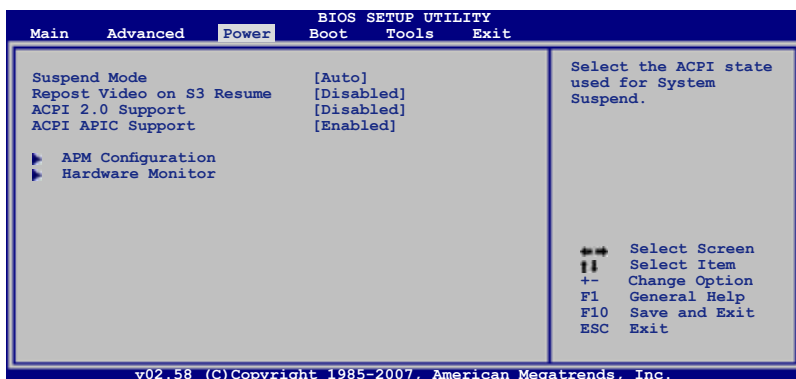 BIOS SETUP UTILITY
Main Advanced Power Boot Tools Exit
Suspend Mode [Auto]
Repost Video on S3 Resume [Disabled]
ACPI 2.0 Support [Disabled]
ACPI APIC Support [Enabled]
APM Configuration
Hardware Monitor
Select the ACPI state
used for System
Suspend.
Select Screen
Select Item
+- Change Option
F1 General Help
F10 Save and Exit
ESC Exit
v02.58 (C)Copyright 1985-2007, American Megatrends, Inc.